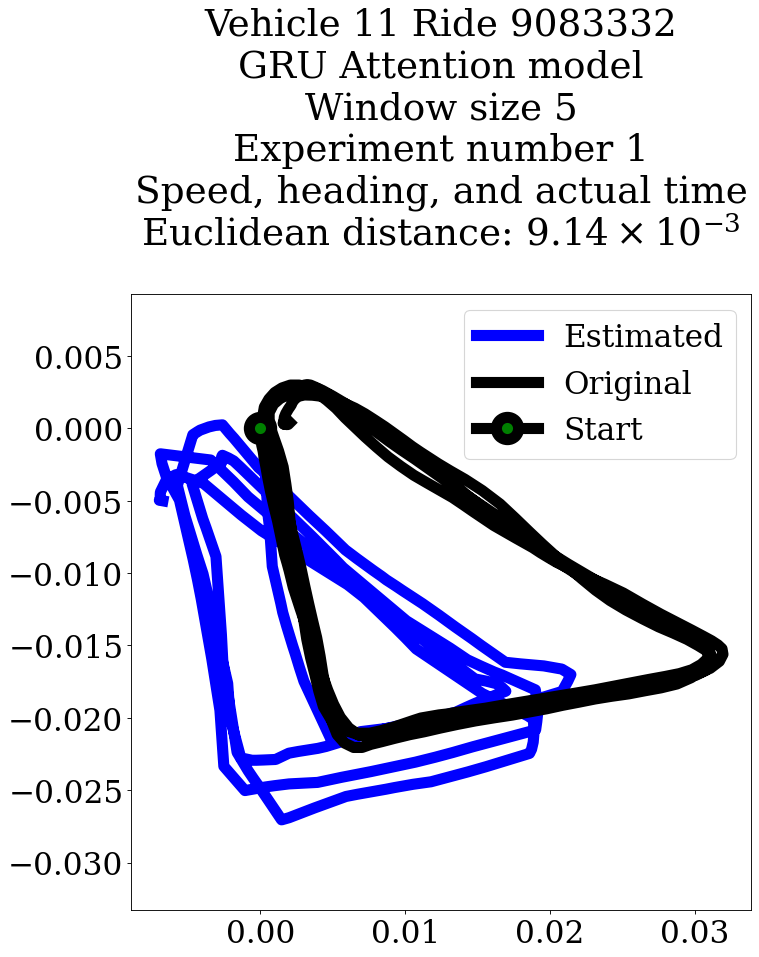 Vehicle 11 Ride 9083332
GRU Attention model
Window size 5
Experiment number 1
Speed, heading, and actual time
Euclidean distance: 9.14 × 10⁻³
Estimated
Original
Start
0.005
0.000
−0.005
−0.010
−0.015
−0.020
−0.025
−0.030
0.00 0.01 0.02 0.03